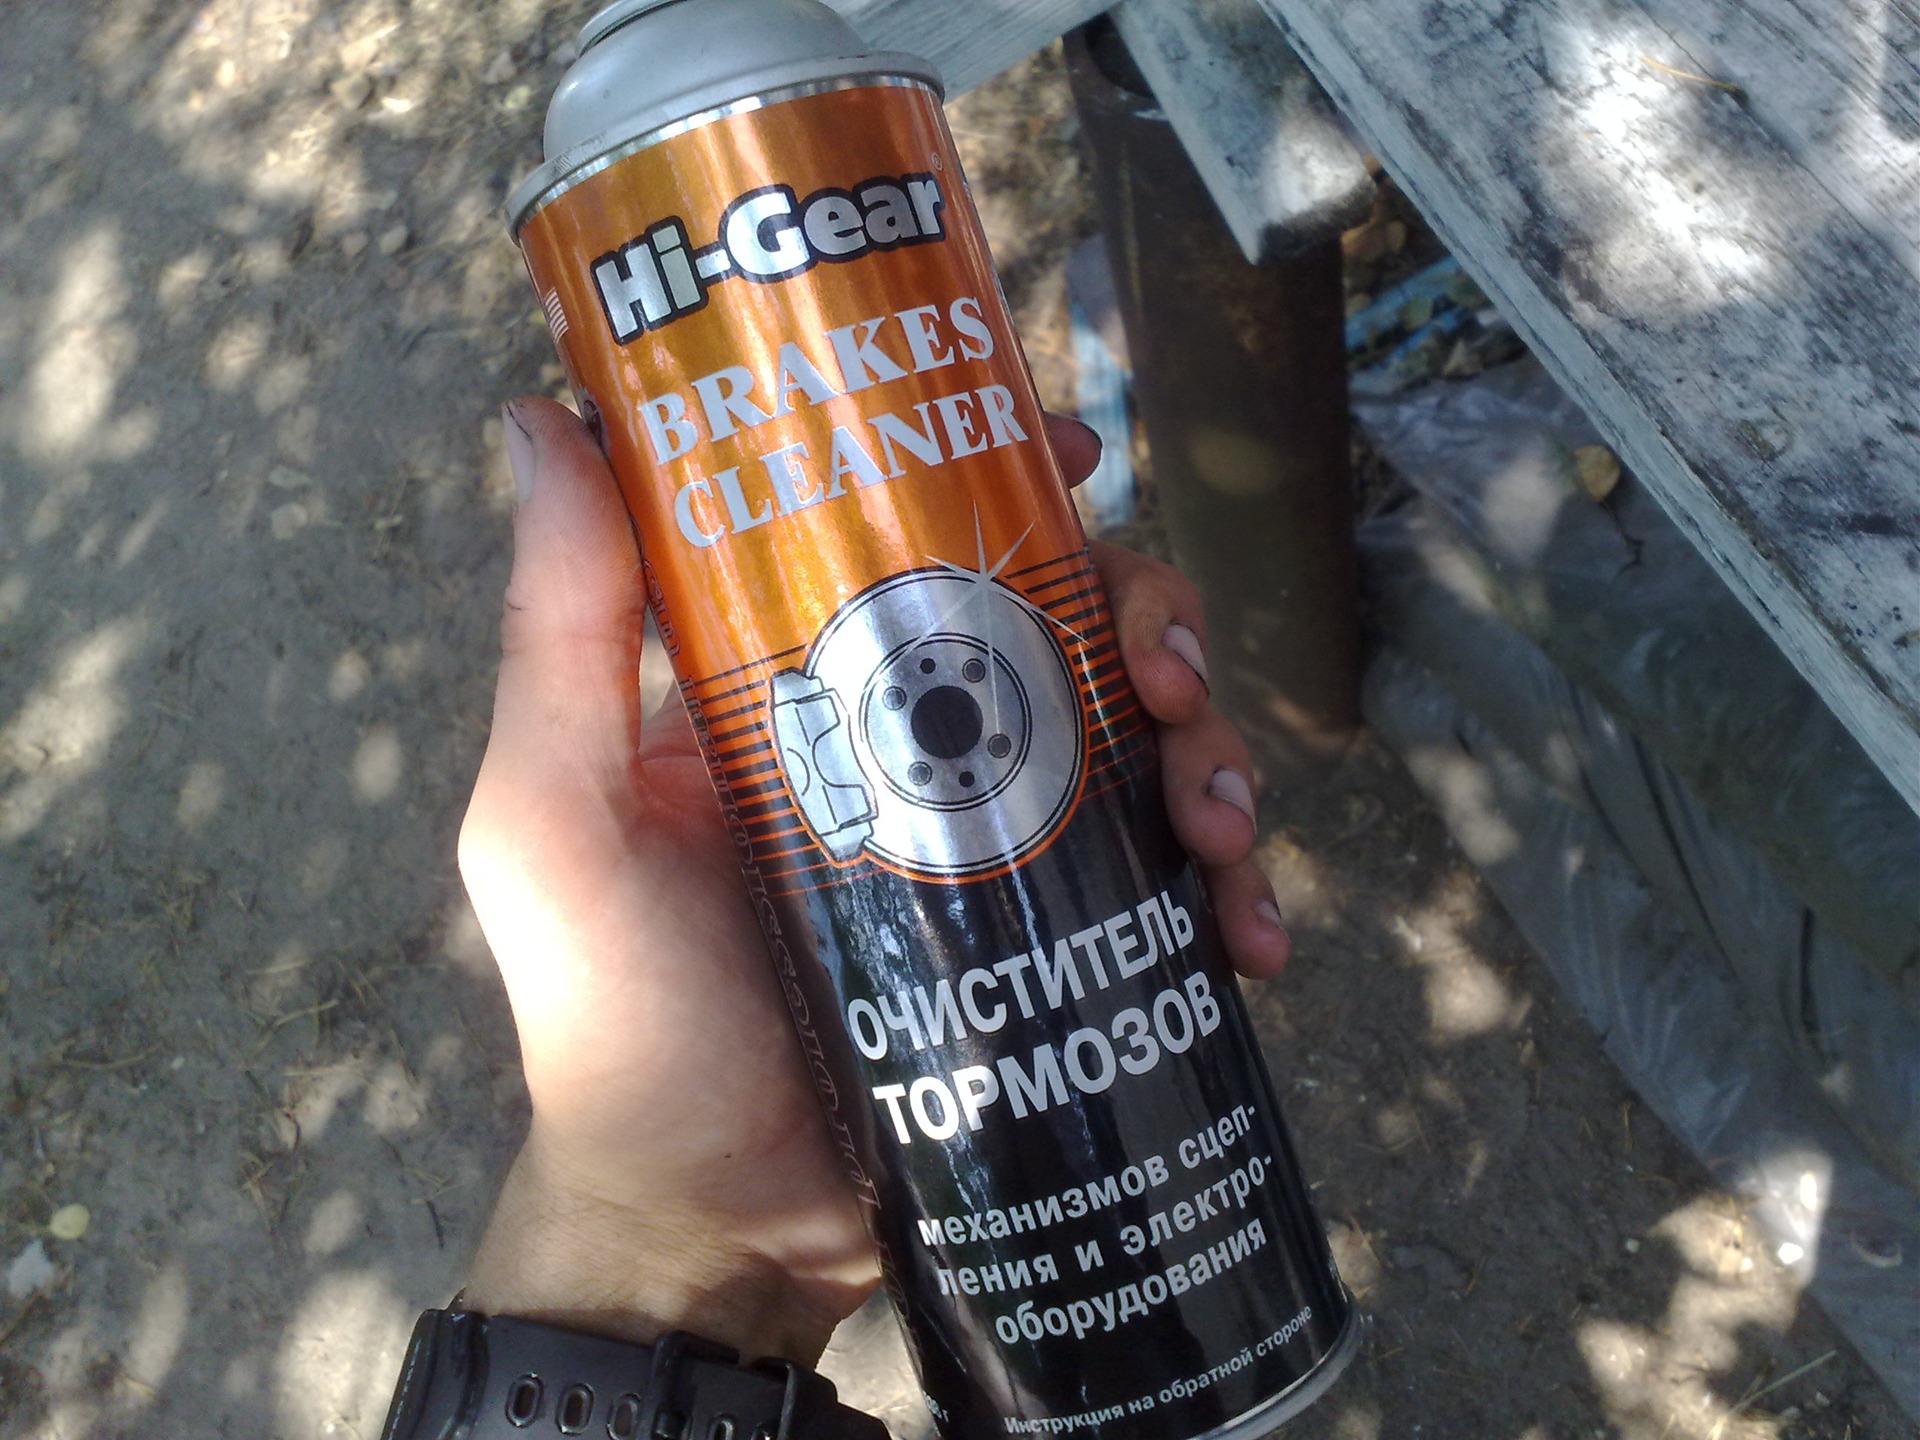 Hi-Gear®
BRAKES
CLEANER
ОЧИСТИТЕЛЬ
ТОРМОЗОВ
механизмов сцеп-
ления и электро-
оборудования
Инструкция на обратной стороне